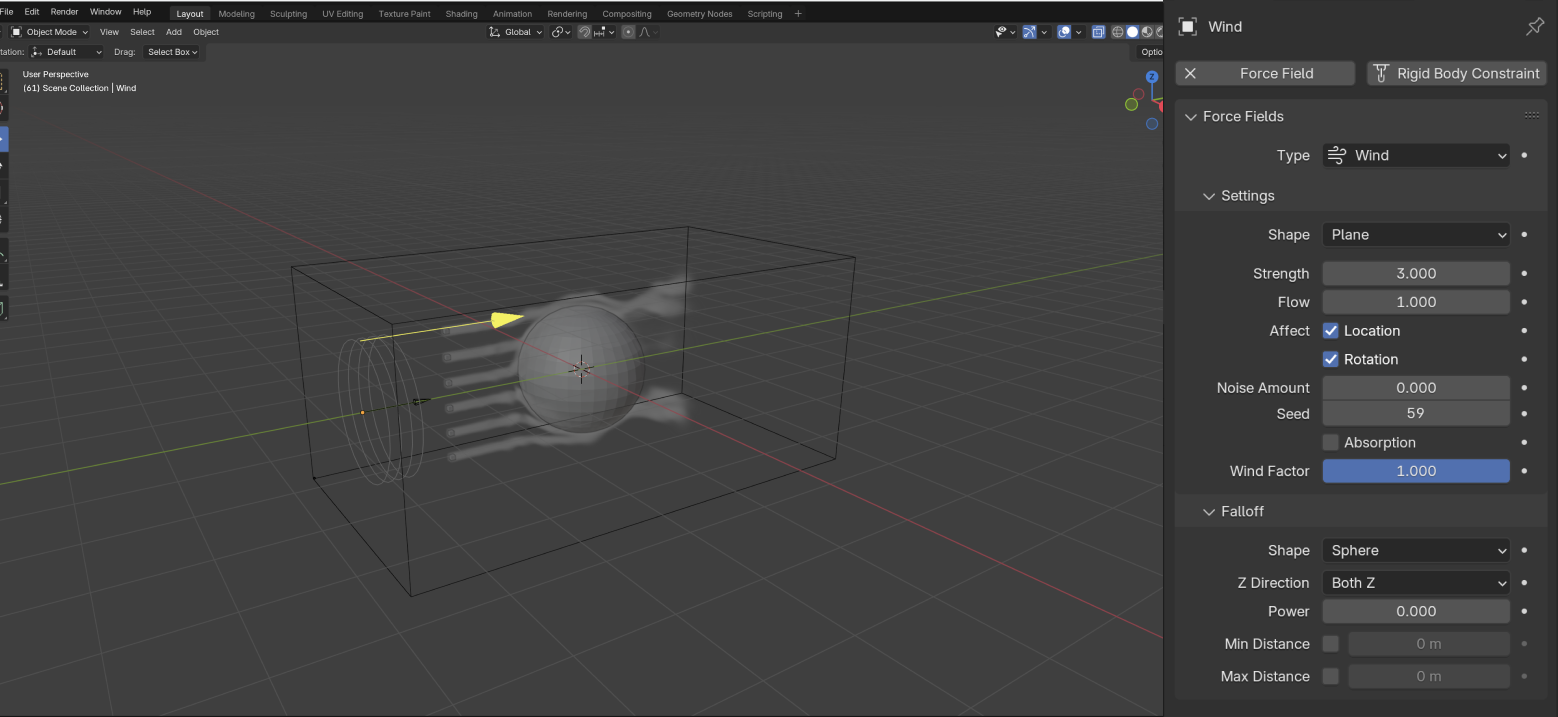 File Edit Render Window Help Layout Modeling Sculpting UV Editing Texture Paint Shading Animation Rendering Compositing Geometry Nodes Scripting +
Object Mode View Select Add Object Global
tation: Default Drag: Select Box Optio
User Perspective
(61) Scene Collection | Wind
Z
Wind
Force Field Rigid Body Constraint
Force Fields
Type Wind
Settings
Shape Plane
Strength 3.000
Flow 1.000
Affect Location
Rotation
Noise Amount 0.000
Seed 59
Absorption
Wind Factor 1.000
Falloff
Shape Sphere
Z Direction Both Z
Power 0.000
Min Distance 0 m
Max Distance 0 m